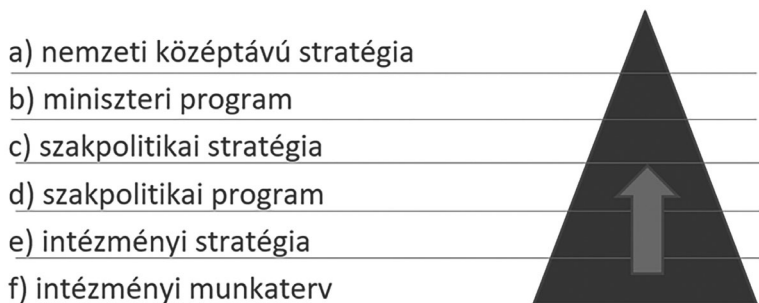 a) nemzeti középtávú stratégia
b) miniszteri program
c) szakpolitikai stratégia
d) szakpolitikai program
e) intézményi stratégia
f) intézményi munkaterv